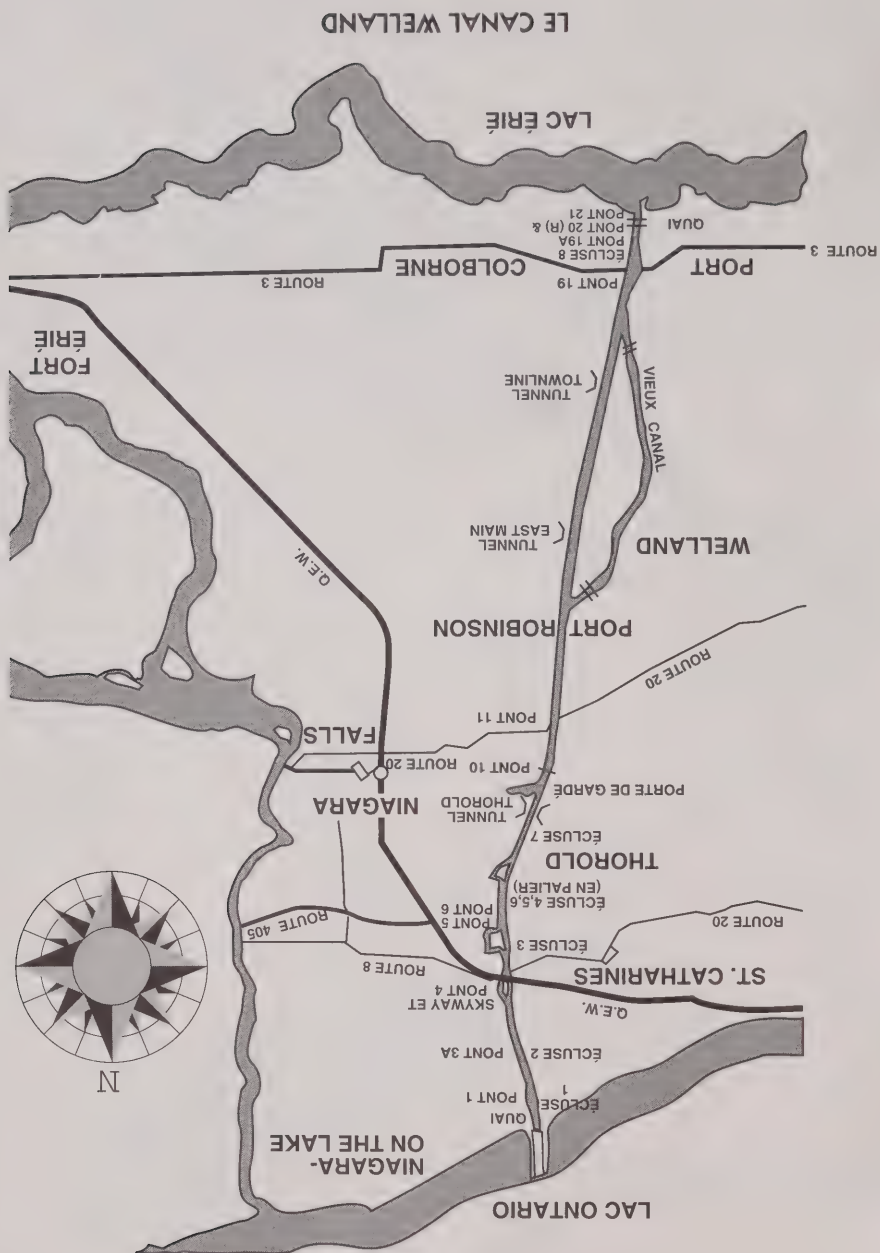 LAC ONTARIO
NIAGARA-
ON THE LAKE
QUAI
ÉCLUSE
1
PONT 1
N
ÉCLUSE 2
PONT 3A
Q.E.W.
SKYWAY ET
PONT 4
ST. CATHARINES
ROUTE 8
ÉCLUSE 3
ROUTE 20
PONT 5
PONT 6
ROUTE 405
ÉCLUSE 4,5,6
(EN PALIER)
THOROLD
ÉCLUSE 7
TUNNEL
THOROLD
NIAGARA
FALLS
PORTE DE GARDÉ
PONT 10
ROUTE 20
PONT 11
ROUTE 20
PORT ROBINSON
WELLAND
TUNNEL
EAST MAIN
Q.E.W.
VIEUX CANAL
TUNNEL
TOWNLINE
FORT
ÉRIÉ
PONT 19
ROUTE 3
PORT
COLBORNE
ROUTE 3
ÉCLUSE 8
PONT 19A
PONT 20 (R) &
PONT 21
QUAI
LAC ÉRIÉ
LE CANAL WELLAND